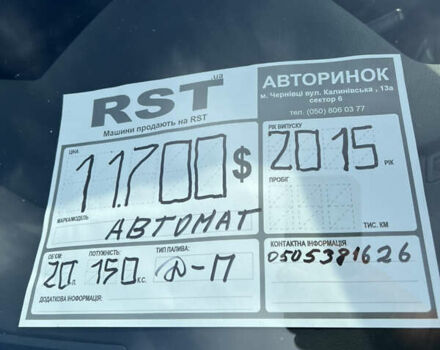 RST.ua
Машини продають на RST
АВТОРИНОК
м. Чернівці вул. Калинівська , 13а
сектор 6
тел. (050) 806 03 77
ЦІНА:
11.700 $
РІК ВИПУСКУ
2015 РІК
МАРКА/МОДЕЛЬ:
АВТОМАТ
ПРОБІГ:
ТИС. КМ
ОБ'ЄМ:
20 Л.
ПОТУЖНІСТЬ:
150 К.С.
ТИП ПАЛИВА:
Д-П
КОНТАКТНА ІНФОРМАЦІЯ
0505381626
ДОДАТКОВА ІНФОРМАЦІЯ: